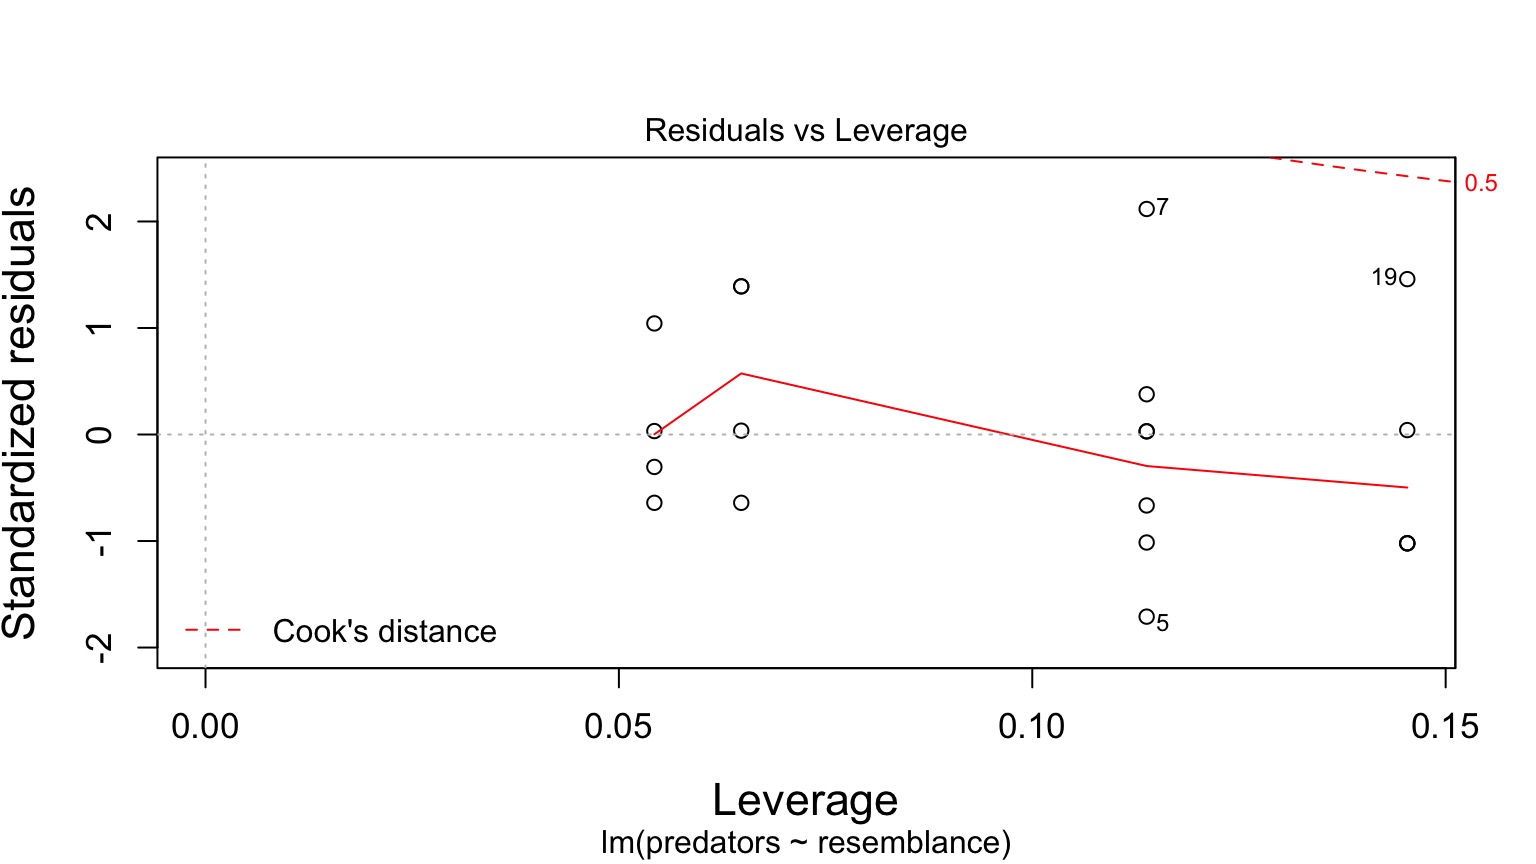 Residuals vs Leverage
Standardized residuals
2
1
0
-1
-2
0.5
7
19
5
Cook's distance
0.00
0.05
0.10
0.15
Leverage
lm(predators ~ resemblance)